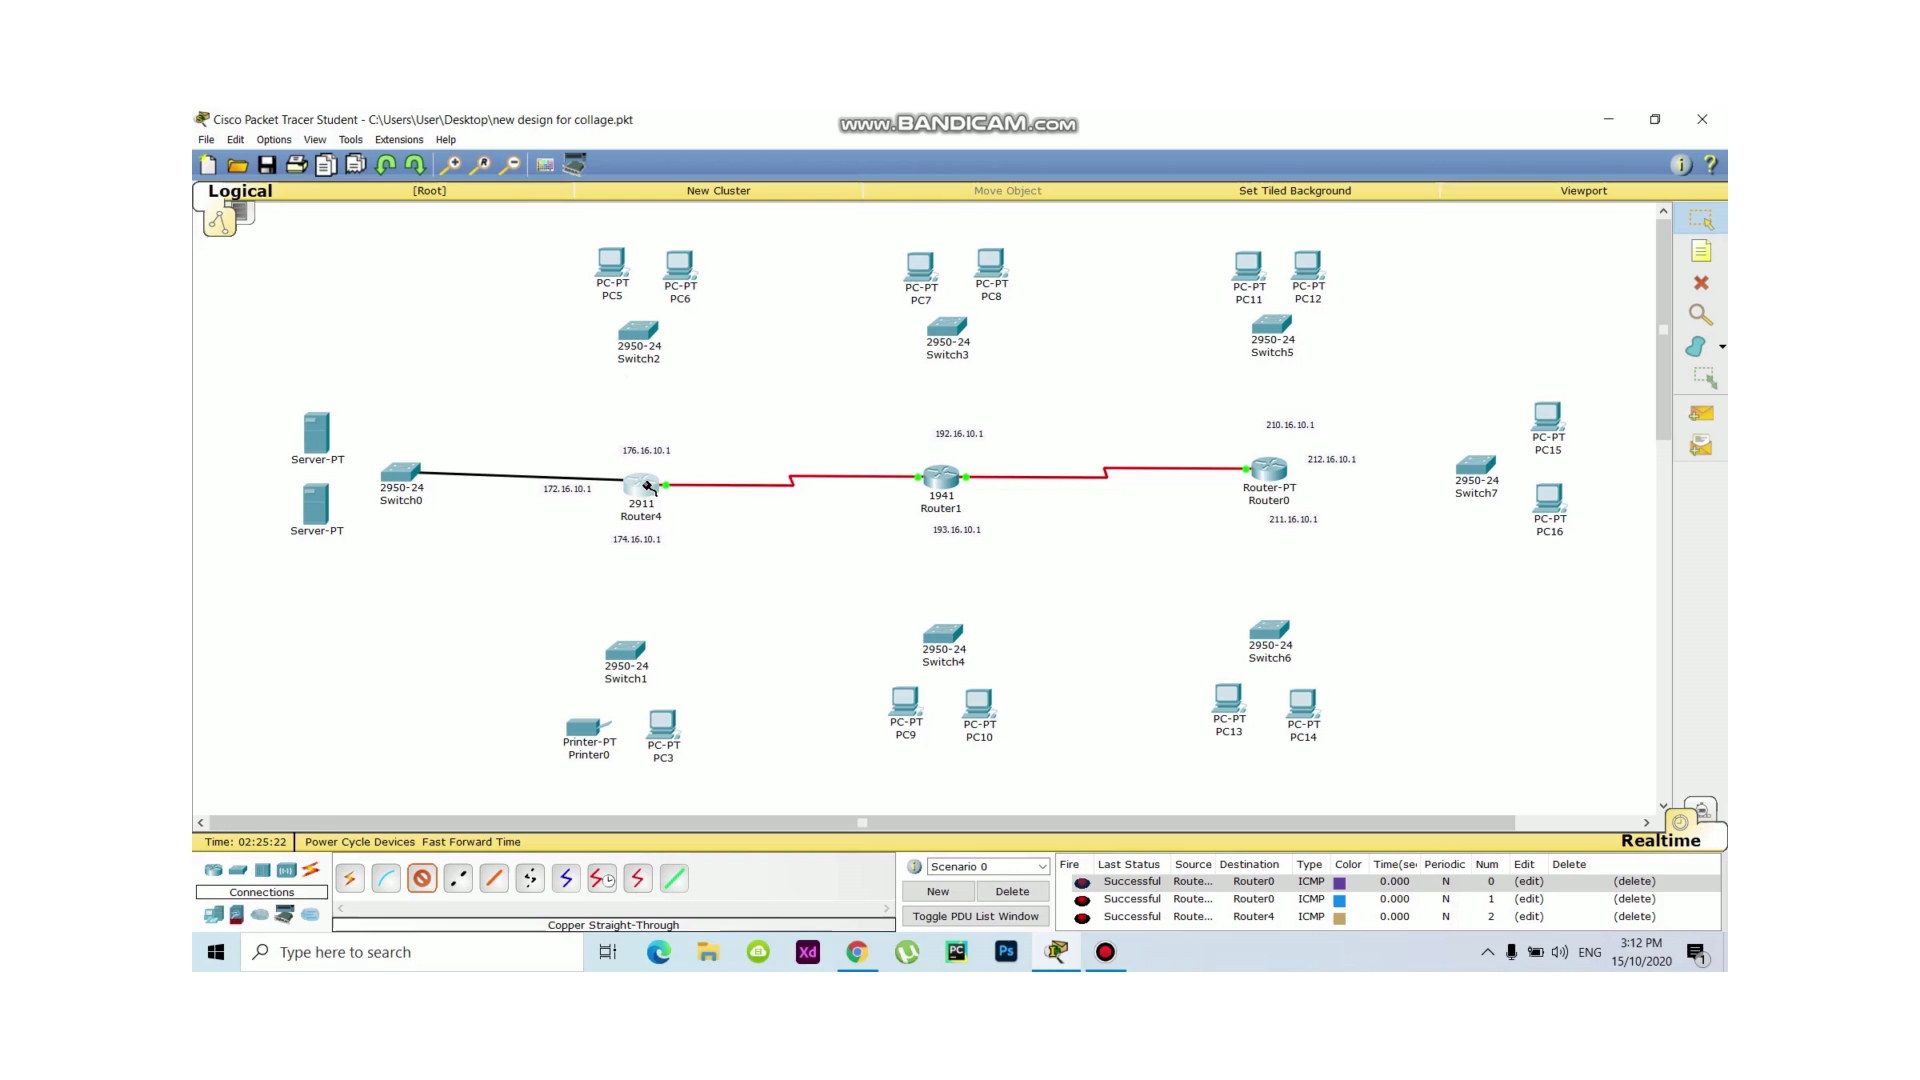 Cisco Packet Tracer Student - C:\Users\User\Desktop\new design for collage.pkt
www.BANDICAM.com
File Edit Options View Tools Extensions Help
Logical [Root] New Cluster Move Object Set Tiled Background Viewport
PC-PT
PC5
PC-PT
PC6
PC-PT
PC7
PC-PT
PC8
PC-PT
PC11
PC-PT
PC12
2950-24
Switch2
2950-24
Switch3
2950-24
Switch5
Server-PT
Server-PT
2950-24
Switch0
176.16.10.1
172.16.10.1
2911
Router4
174.16.10.1
192.16.10.1
1941
Router1
193.16.10.1
210.16.10.1
212.16.10.1
Router-PT
Router0
211.16.10.1
2950-24
Switch7
PC-PT
PC15
PC-PT
PC16
2950-24
Switch1
2950-24
Switch4
2950-24
Switch6
Printer-PT
Printer0
PC-PT
PC3
PC-PT
PC9
PC-PT
PC10
PC-PT
PC13
PC-PT
PC14
Time: 02:25:22 Power Cycle Devices Fast Forward Time Realtime
Connections
Copper Straight-Through
Scenario 0
New Delete
Toggle PDU List Window
Fire Last Status Source Destination Type Color Time(sec Periodic Num Edit Delete
Successful Route... Router0 ICMP 0.000 N 0 (edit) (delete)
Successful Route... Router0 ICMP 0.000 N 1 (edit) (delete)
Successful Route... Router4 ICMP 0.000 N 2 (edit) (delete)
Type here to search
Xd
PC
Ps
ENG
3:12 PM
15/10/2020
1